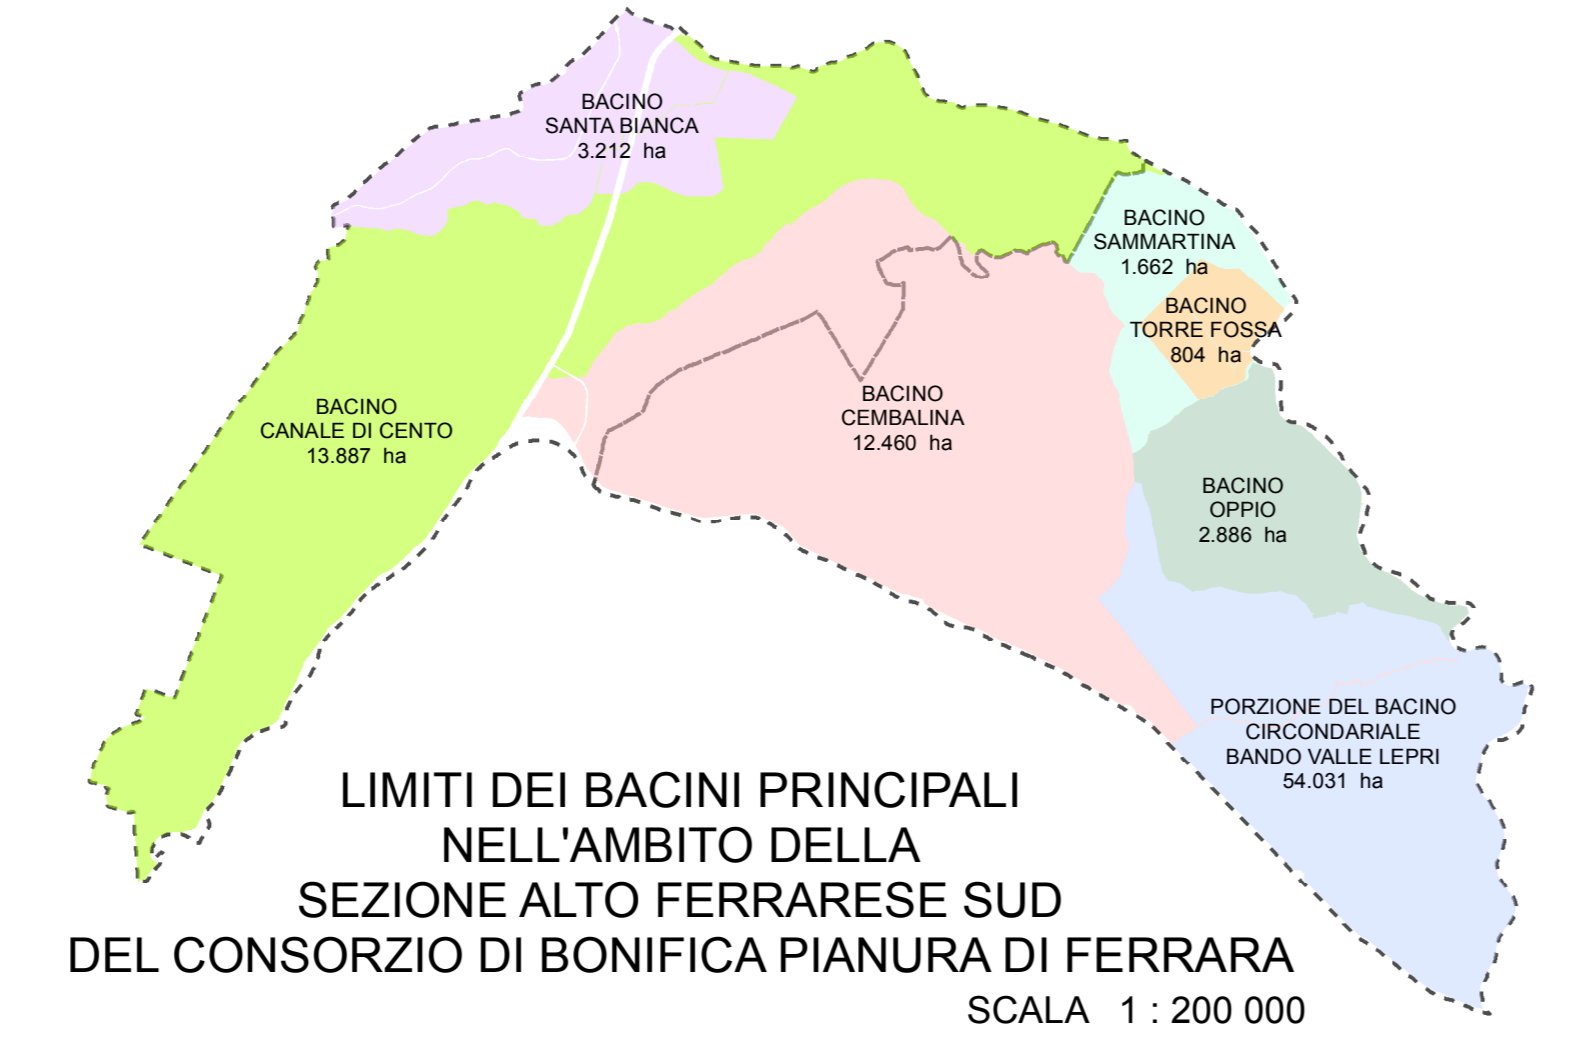 BACINO
SANTA BIANCA
3.212 ha
BACINO
SAMMARTINA
1.662 ha
BACINO
TORRE FOSSA
804 ha
BACINO
CANALE DI CENTO
13.887 ha
BACINO
CEMBALINA
12.460 ha
BACINO
OPPIO
2.886 ha
PORZIONE DEL BACINO
CIRCONDARIALE
BANDO VALLE LEPRI
54.031 ha
LIMITI DEI BACINI PRINCIPALI
NELL'AMBITO DELLA
SEZIONE ALTO FERRARESE SUD
DEL CONSORZIO DI BONIFICA PIANURA DI FERRARA
SCALA 1 : 200 000